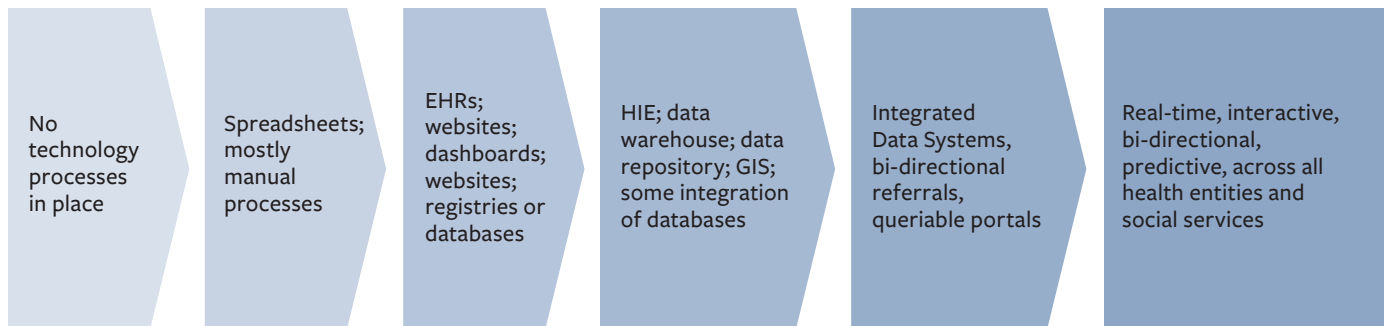 No
technology
processes
in place
Spreadsheets;
mostly
manual
processes
EHRs;
websites;
dashboards;
websites;
registries or
databases
HIE; data
warehouse; data
repository; GIS;
some integration
of databases
Integrated
Data Systems,
bi-directional
referrals,
queriable portals
Real-time, interactive,
bi-directional,
predictive, across all
health entities and
social services